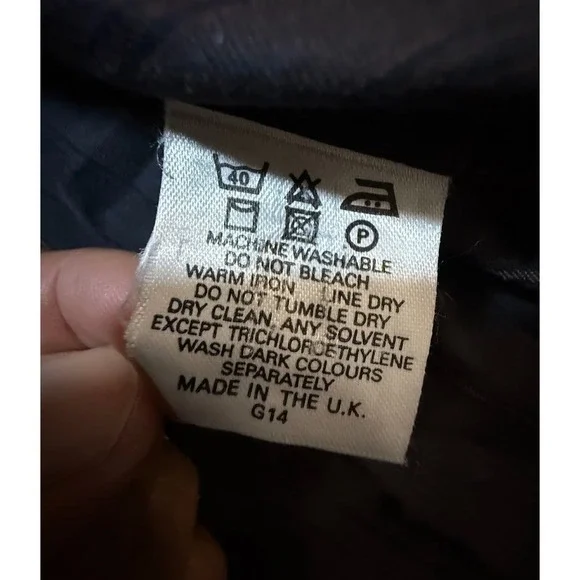 40
P
MACHINE WASHABLE
DO NOT BLEACH
WARM IRON LINE DRY
DO NOT TUMBLE DRY
DRY CLEAN, ANY SOLVENT
EXCEPT TRICHLOROETHYLENE
WASH DARK COLOURS
SEPARATELY
MADE IN THE U.K.
G14